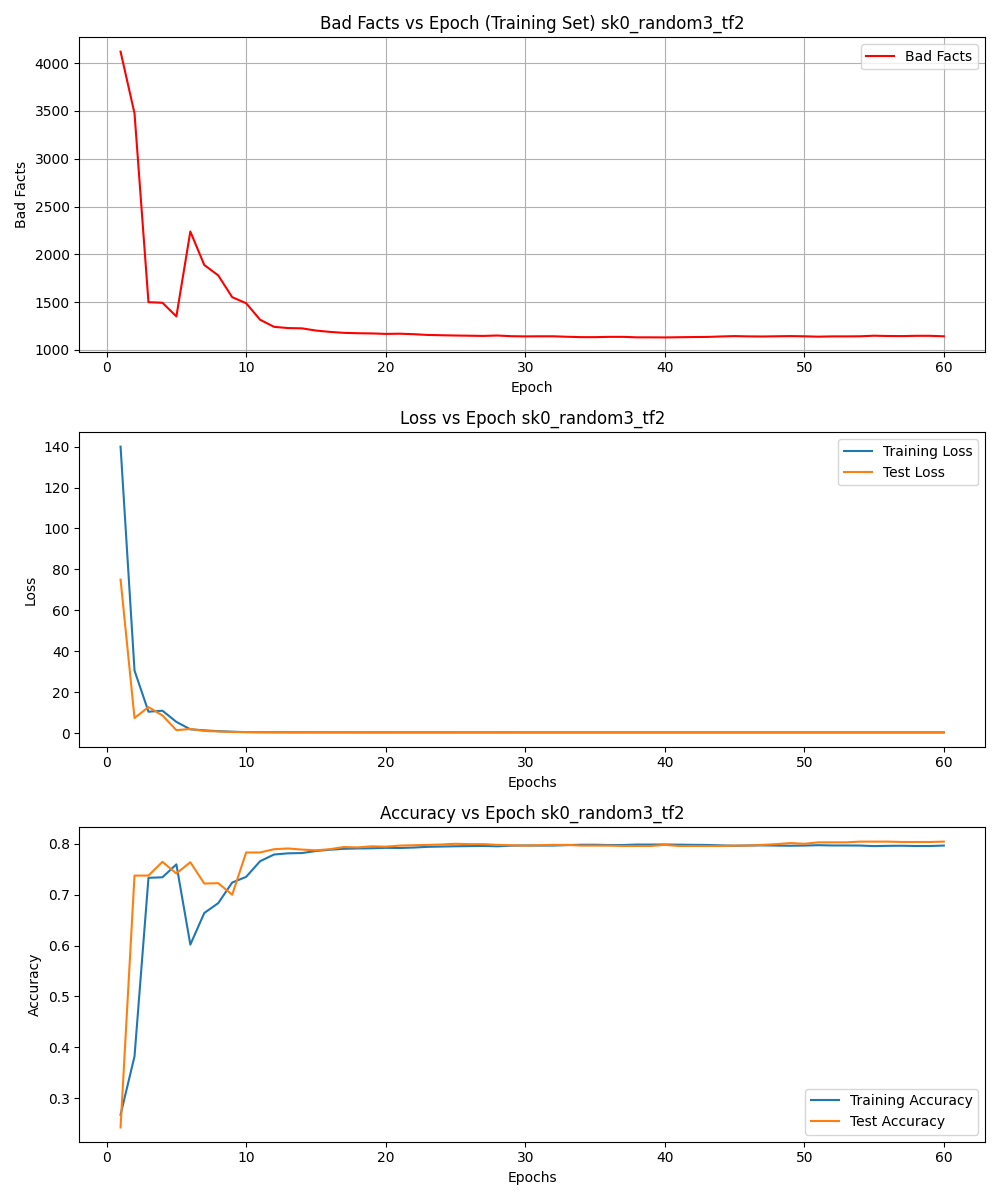 Bad Facts vs Epoch (Training Set) sk0_random3_tf2
Bad Facts
4000
3500
3000
2500
2000
1500
1000
Bad Facts
0 10 20 30 40 50 60
Epoch
Loss vs Epoch sk0_random3_tf2
Training Loss
Test Loss
140
120
100
80
60
40
20
0
Loss
0 10 20 30 40 50 60
Epochs
Accuracy vs Epoch sk0_random3_tf2
0.8
0.7
0.6
0.5
0.4
0.3
Accuracy
Training Accuracy
Test Accuracy
0 10 20 30 40 50 60
Epochs